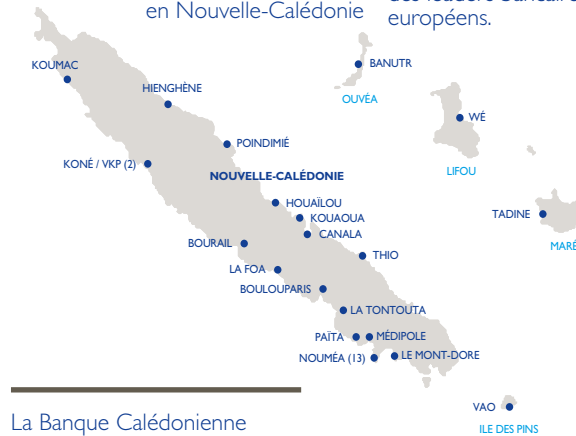 en Nouvelle-Calédonie
européens.
KOUMAC
BANUTR
HIENGHÈNE
OUVÉA
WÉ
POINDIMIÉ
KONÉ / VKP (2)
LIFOU
NOUVELLE-CALÉDONIE
HOUAÏLOU
TADINE
KOUAOUA
CANALA
BOURAIL
MARÉ
THIO
LA FOA
BOULOUPARIS
LA TONTOUTA
PAÏTA
MÉDIPOLE
NOUMÉA (13)
LE MONT-DORE
VAO
La Banque Calédonienne
ILE DES PINS